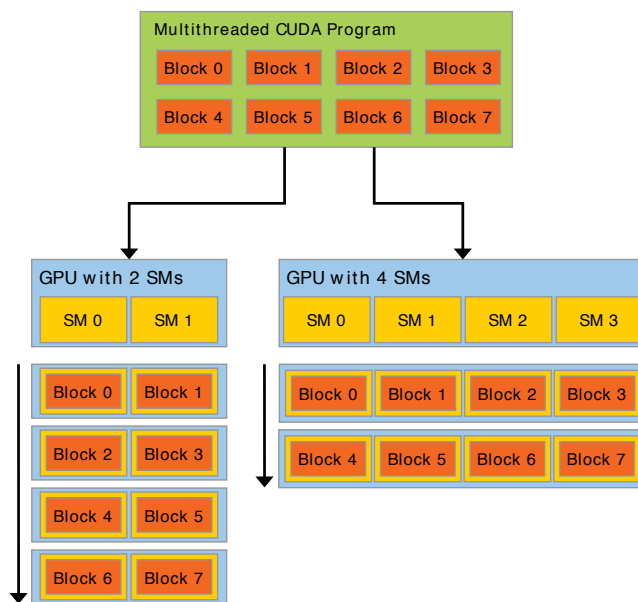 Multithreaded CUDA Program
Block 0 Block 1 Block 2 Block 3
Block 4 Block 5 Block 6 Block 7
GPU with 2 SMs
SM 0 SM 1
Block 0 Block 1
Block 2 Block 3
Block 4 Block 5
Block 6 Block 7
GPU with 4 SMs
SM 0 SM 1 SM 2 SM 3
Block 0 Block 1 Block 2 Block 3
Block 4 Block 5 Block 6 Block 7